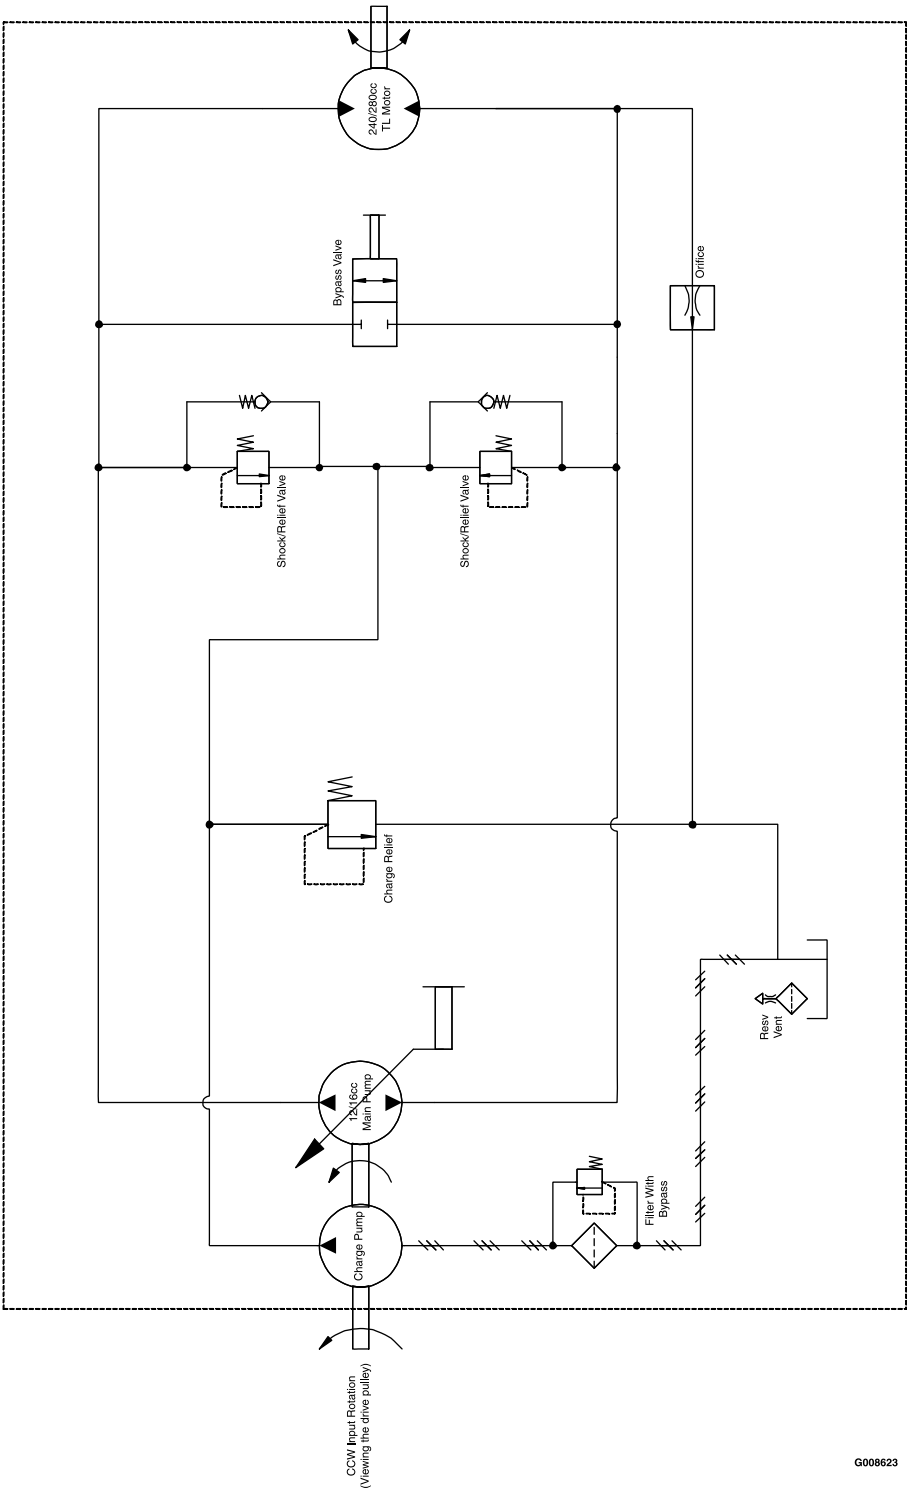 240/280cc
TL Motor
Bypass Valve
Orifice
Shock/Relief Valve
Shock/Relief Valve
Charge Relief
Resv
Vent
12/16cc
Main Pump
Filter With
Bypass
Charge Pump
CCW Input Rotation
(Viewing the drive pulley)
G008623